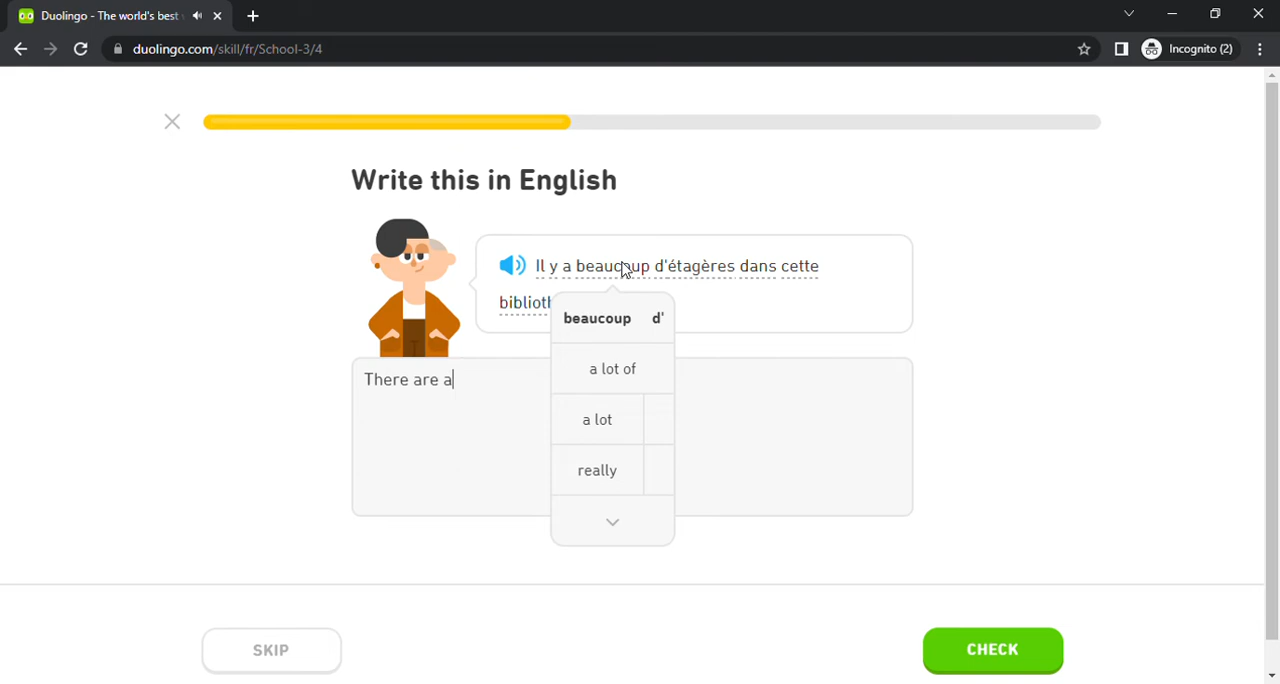 Duolingo - The world's best
duolingo.com/skill/fr/School-3/4
Incognito (2)
Write this in English
Il y a beaucoup d'étagères dans cette
There are a
beaucoup d'
a lot of
a lot
really
SKIP
CHECK